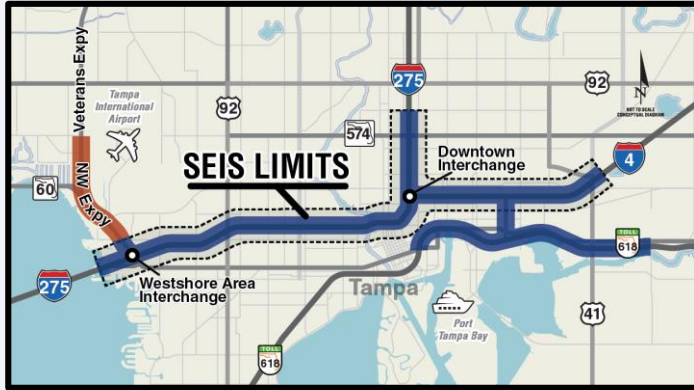 Veterans Expy
Tampa
International
Airport
92
275
92
N
NOT TO SCALE
CONCEPTUAL DIAGRAM
574
Downtown
Interchange
4
60
NW Expy
SEIS LIMITS
TOLL
618
275
Westshore Area
Interchange
Tampa
Port
Tampa Bay
41
TOLL
618